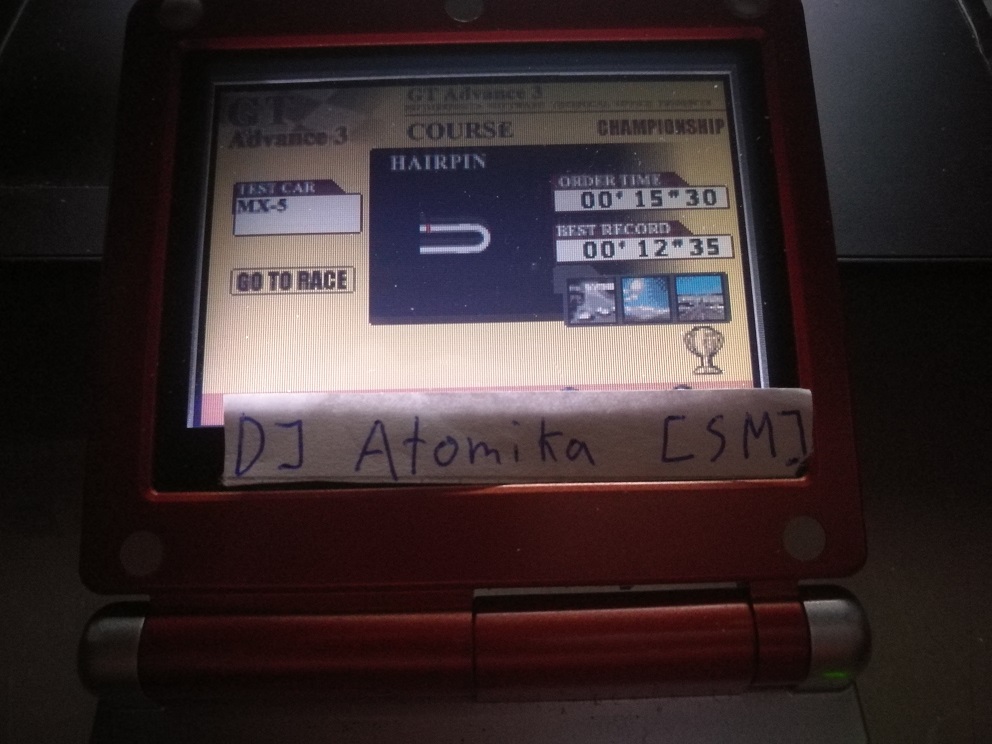 GT
Advance 3
GT Advance 3
COURSE
CHAMPIONSHIP
HAIRPIN
TEST CAR
MX-5
ORDER TIME
00' 15" 30
BEST RECORD
00' 12" 35
GO TO RACE
DJ Atomika [SM]